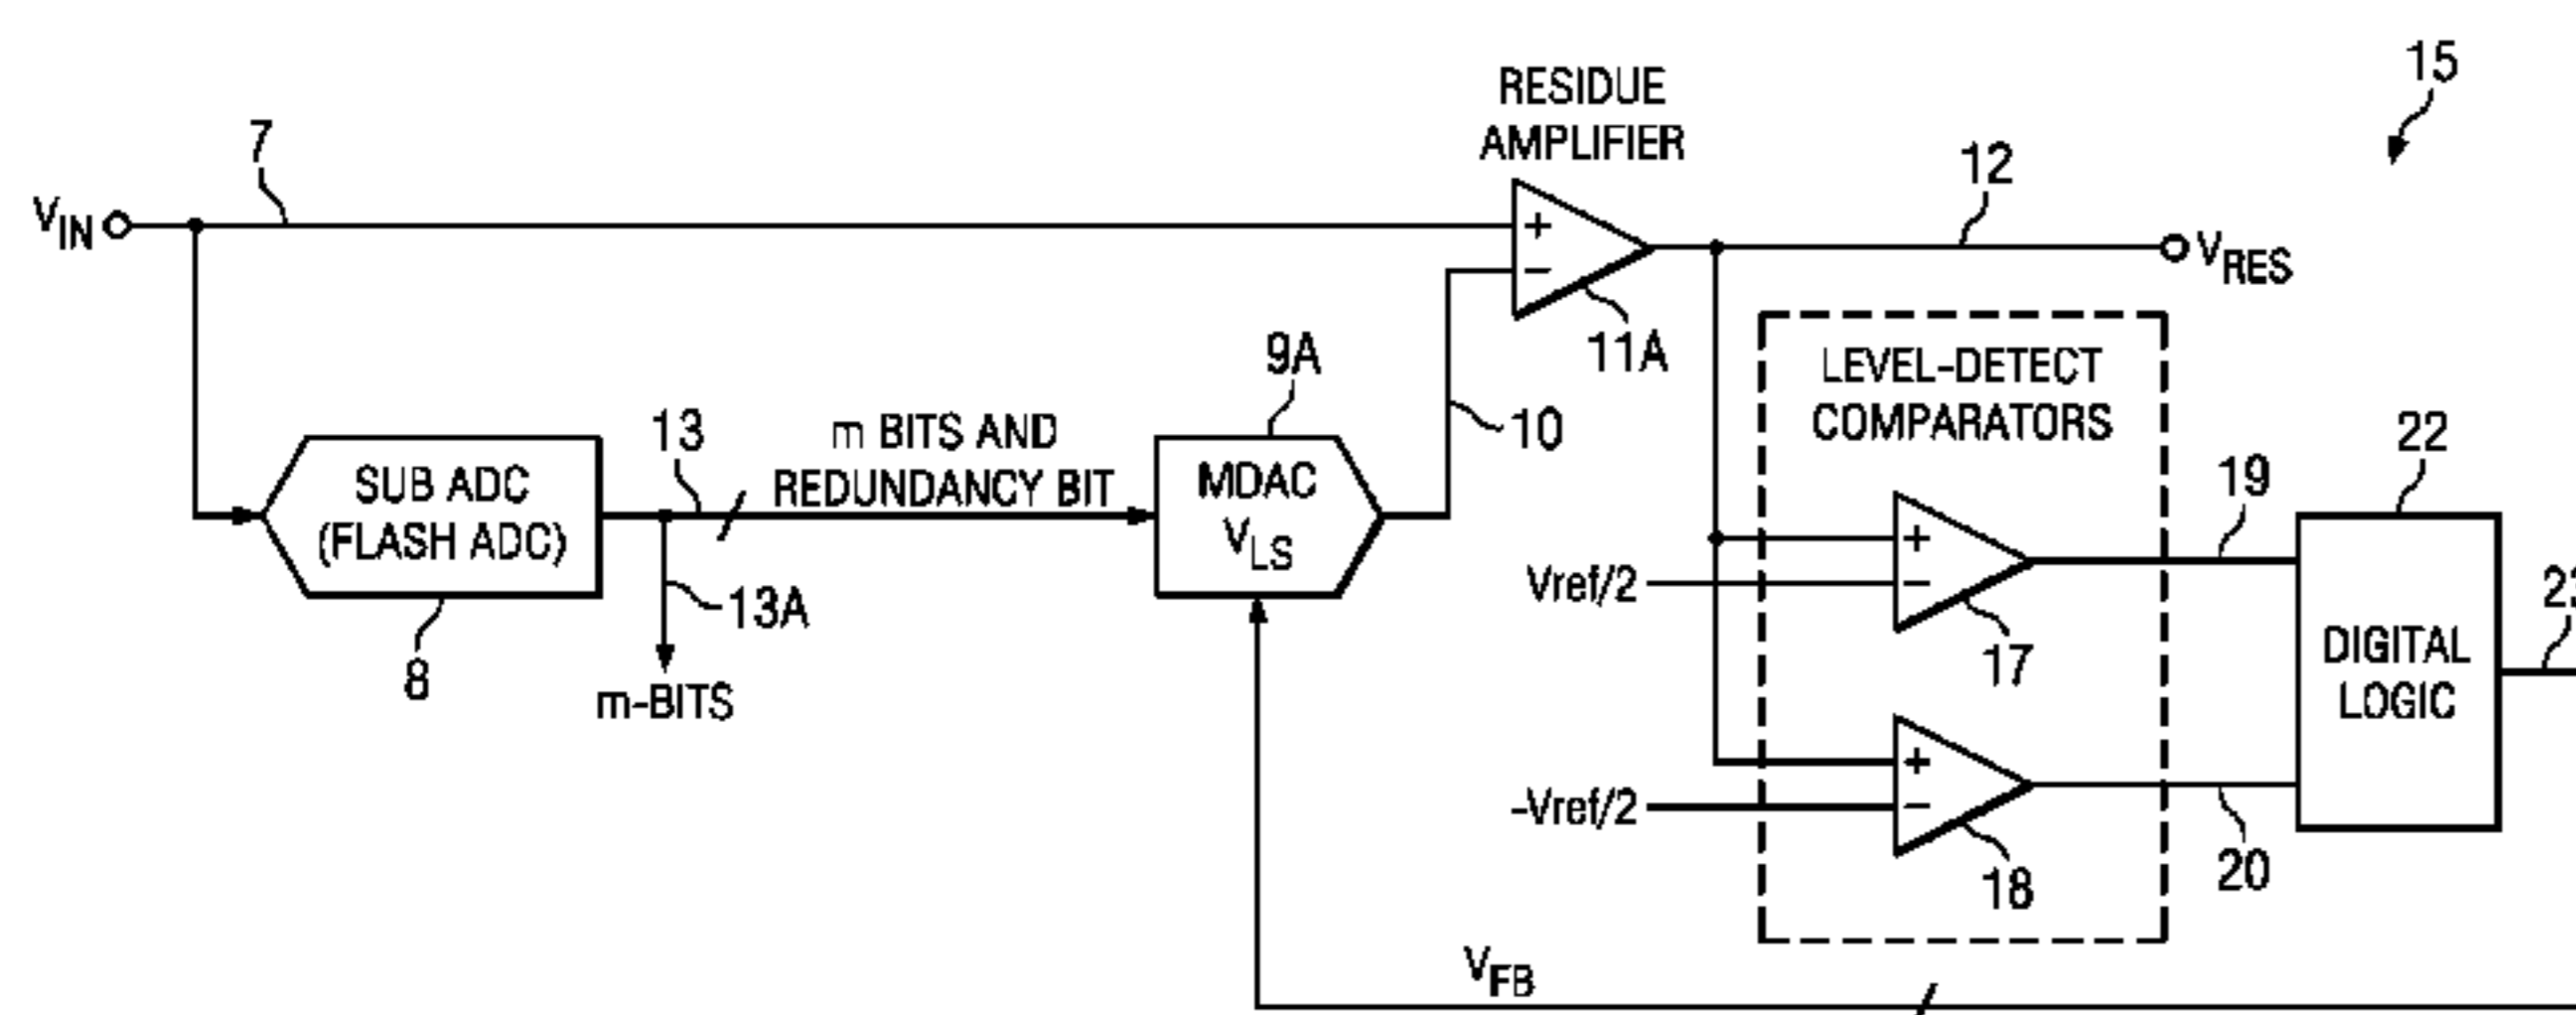 15
RESIDUE
AMPLIFIER
7
12
VIN
+
−
VRES
11A
9A
LEVEL-DETECT
COMPARATORS
10
13
m BITS AND
REDUNDANCY BIT
22
SUB ADC
(FLASH ADC)
MDAC
VLS
19
+
−
Vref/2
13A
17
8
m-BITS
DIGITAL
LOGIC
+
−
-Vref/2
18
20
VFB